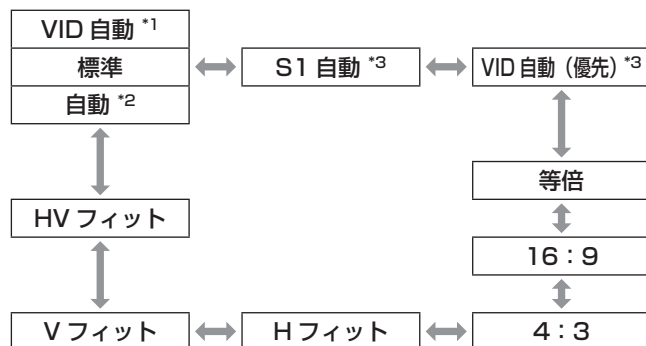 VID 自動 *1
標準
自動 *2
S1 自動 *3
VID 自動（優先）*3
等倍
16：9
4：3
H フィット
V フィット
HV フィット